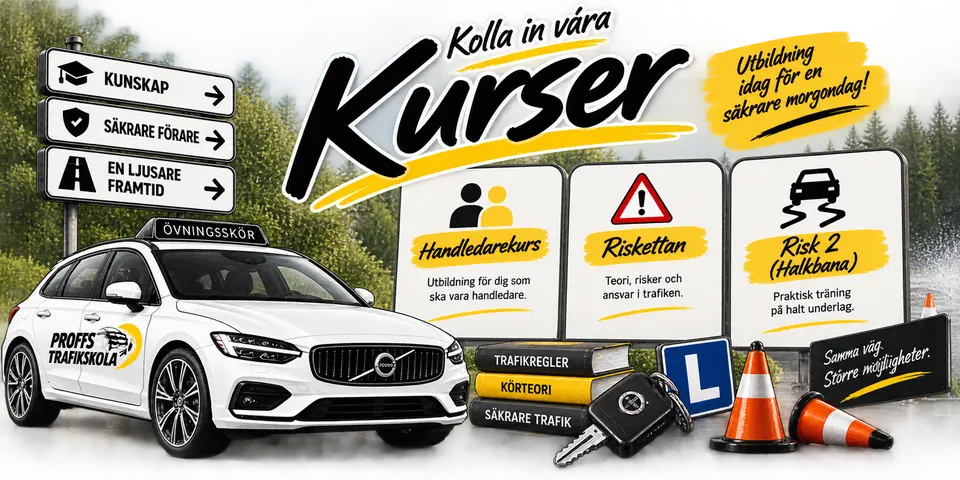 Kolla in våra
Kurser
Utbildning
idag för en
säkrare morgondag!
KUNSKAP
SÄKRARE FÖRARE
EN LJUSARE
FRAMTID
ÖVNINGSSKÖR
PROFFS
TRAFIKSKOLA
Handledarekurs
Utbildning för dig som
ska vara handledare.
Riskettan
Teori, risker och
ansvar i trafiken.
Risk 2
(Halkbana)
Praktisk träning
på halt underlag.
TRAFIKREGLER
KÖRTEORI
SÄKRARE TRAFIK
L
Samma väg.
Större möjligheter.